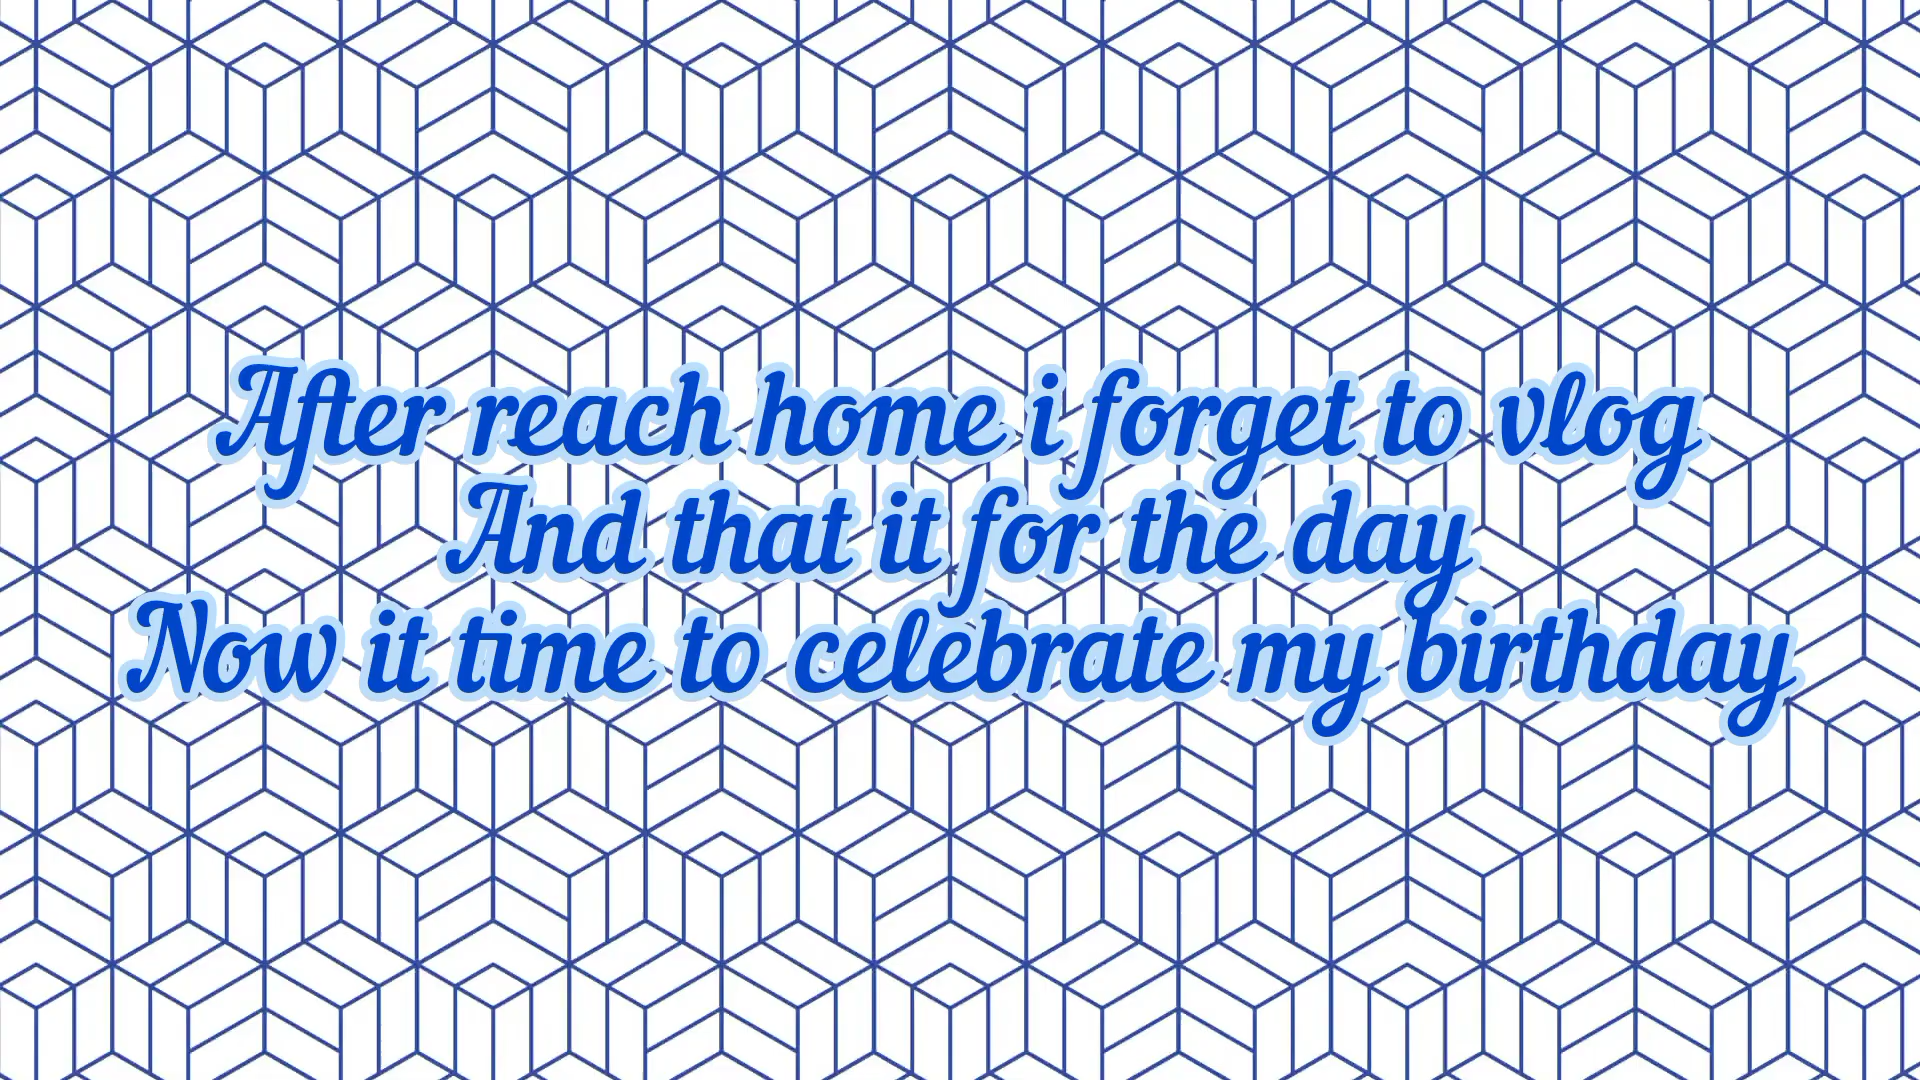 After reach home i forget to vlog
And that it for the day
Now it time to celebrate my birthday